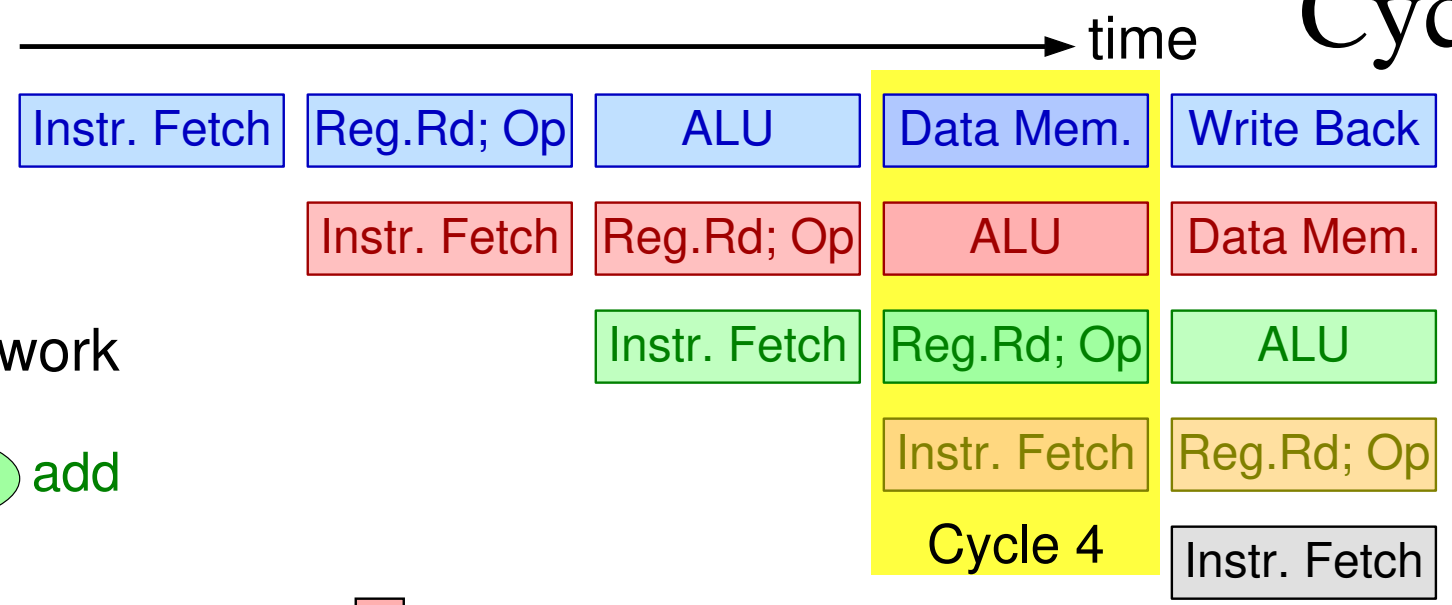 time
Cyc
Instr. Fetch Reg.Rd; Op ALU Data Mem. Write Back
Instr. Fetch Reg.Rd; Op ALU Data Mem.
Instr. Fetch Reg.Rd; Op ALU
work
Instr. Fetch Reg.Rd; Op
add
Cycle 4
Instr. Fetch